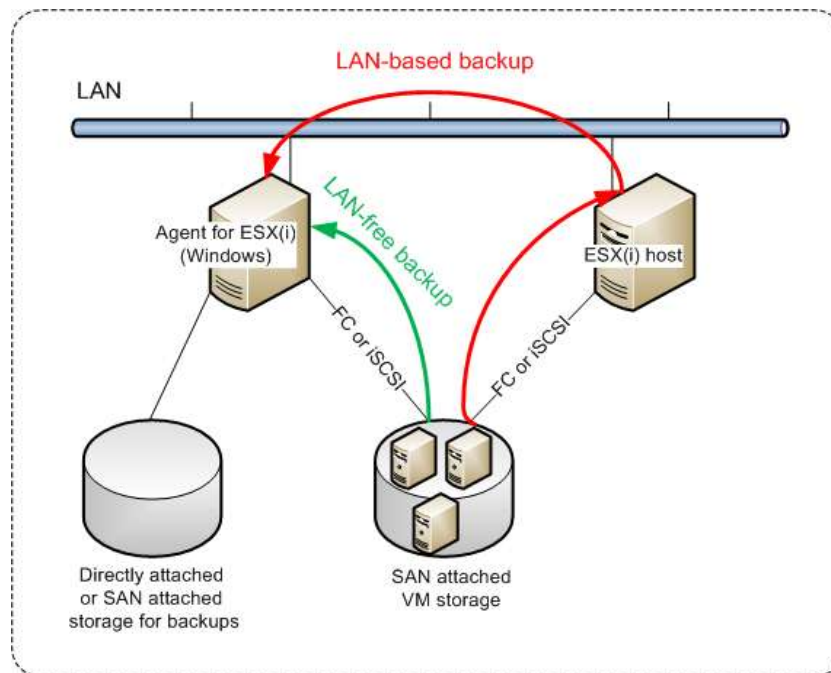 LAN-based backup
LAN
LAN-free backup
Agent for ESX(i)
(Windows)
ESX(i) host
FC or iSCSI
FC or iSCSI
Directly attached
or SAN attached
storage for backups
SAN attached
VM storage